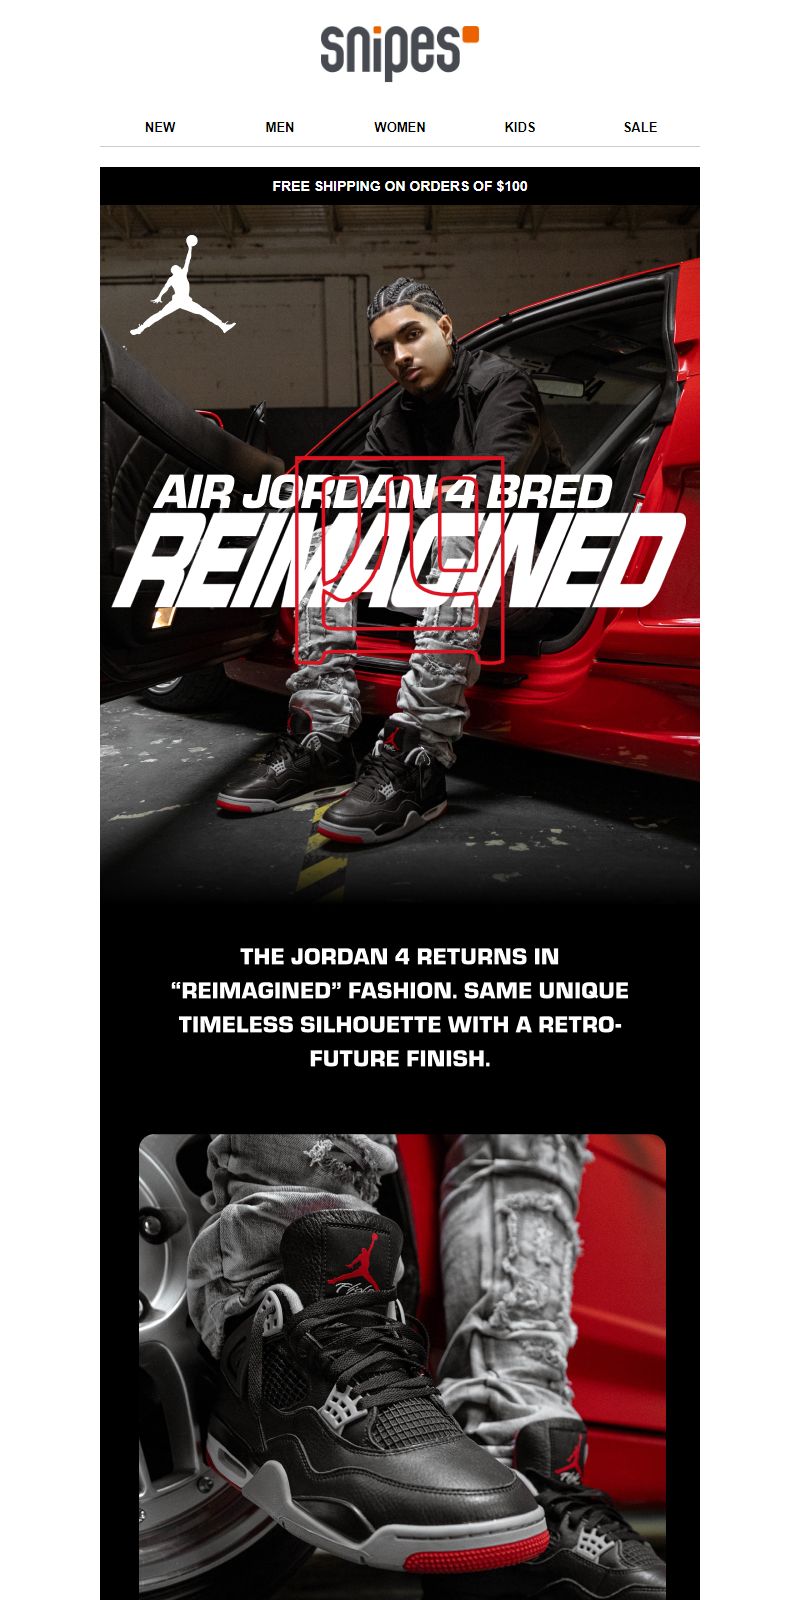 snipes
NEW MEN WOMEN KIDS SALE
FREE SHIPPING ON ORDERS OF $100
AIR JORDAN 4 BRED
REIMAGINED
THE JORDAN 4 RETURNS IN
“REIMAGINED” FASHION. SAME UNIQUE
TIMELESS SILHOUETTE WITH A RETRO-
FUTURE FINISH.
Flight